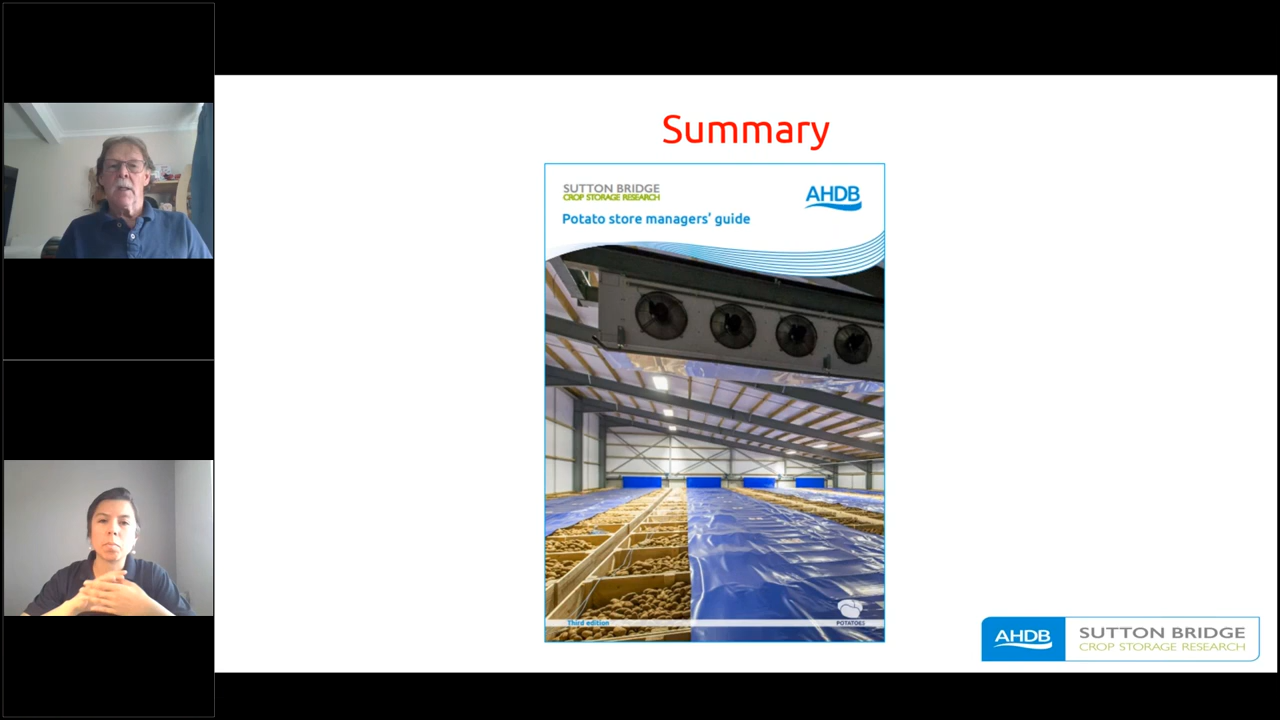 Summary
SUTTON BRIDGE
CROP STORAGE RESEARCH
AHDB
Potato store managers' guide
Third edition
POTATOES
AHDB
SUTTON BRIDGE
CROP STORAGE RESEARCH